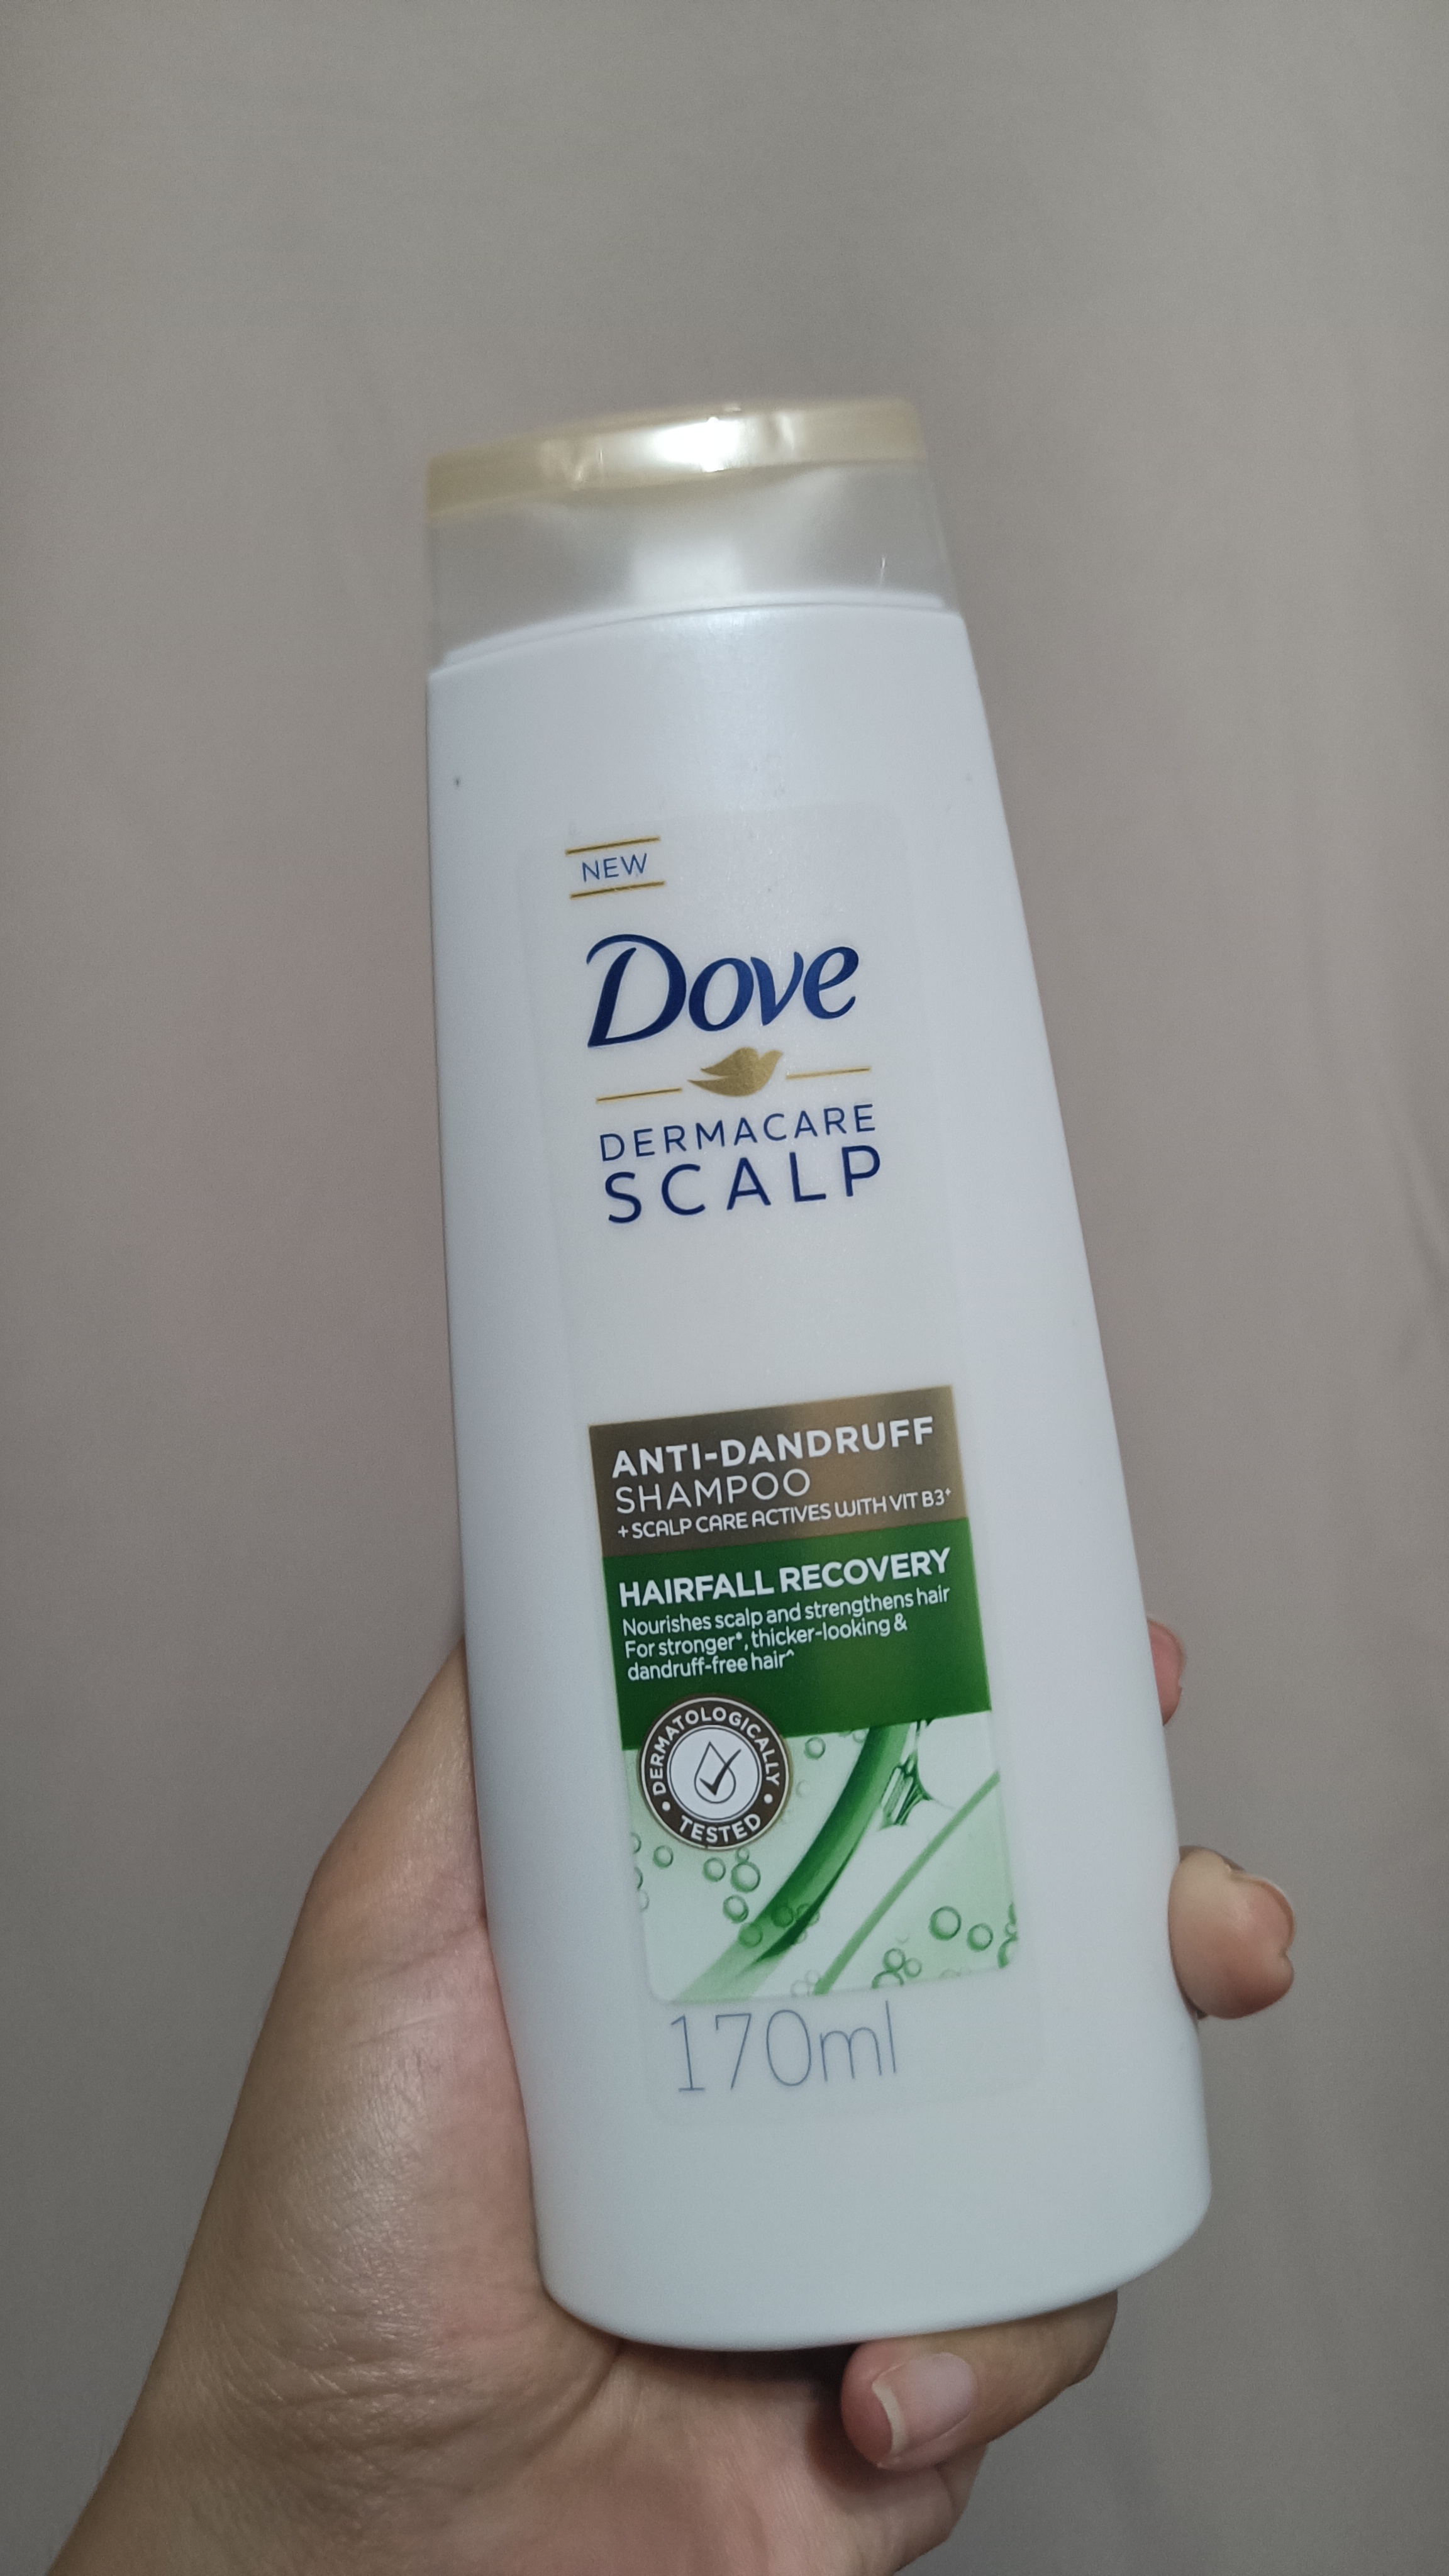 NEW
Dove
DERMACARE
SCALP
ANTI-DANDRUFF
SHAMPOO
+ SCALP CARE ACTIVES WITH VIT B3⁺
HAIRFALL RECOVERY
Nourishes scalp and strengthens hair
For stronger*, thicker-looking &
dandruff-free hair^
DERMATOLOGICALLY
• TESTED •
170ml